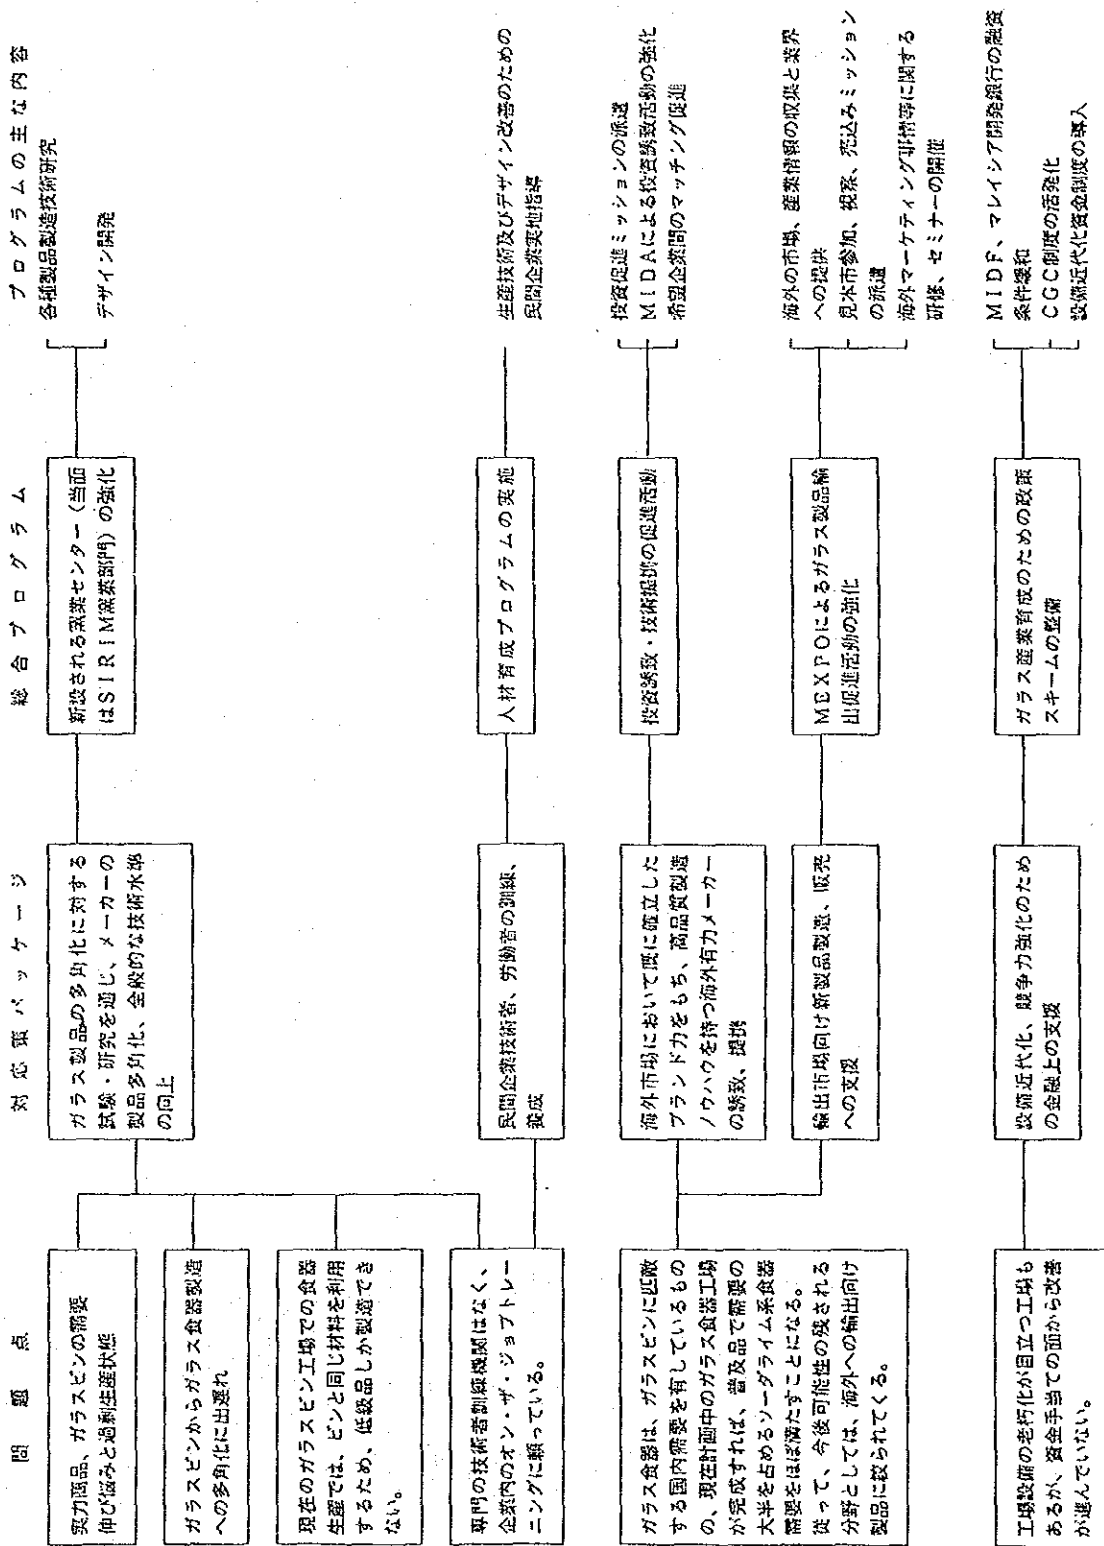 問題点
対応策パッケージ
総合プログラム
プログラムの主な内容
実力商品、ガラスビンの需要
伸び悩みと過剰生産状態
ガラスビンからガラス食器製造
への多角化に出遅れ
現在のガラスビン工場での食器
生産では、ビンと同じ材料を利用
するため、低級品しか製造でき
ない。
専門の技術者訓練機関はなく、
企業内のオン・ザ・ジョブトレー
ニングに頼っている。
ガラス製品の多角化に対する
試験・研究を通じ、メーカーの
製品多角化、全般的な技術水準
の向上
新設される窯業センター(当面
はSIRIM窯業部門)の強化
各種製品製造技術研究
デザイン開発
民間企業技術者、労働者の訓練、
養成
人材育成プログラムの実施
生産技術及びデザイン改善のための
民間企業実地指導
ガラス食器は、ガラスビンに匹敵
する国内需要を有しているもの
の、現在計画中のガラス食器工場
が完成すれば、普及品で需要の
大半を占めるソーダライム系食器
需要をほぼ満たすことになる。
従って、今後可能性の残される
分野としては、海外への輸出向け
製品に絞られてくる。
海外市場において既に確立した
ブランド力をもち、高品質製造
ノウハウを持つ海外有力メーカー
の誘致、提携
投資誘致・技術提携の促進活動
投資促進ミッションの派遣
MIDAによる投資誘致活動の強化
希望企業間のマッチング促進
輸出市場向け新製品製造、販売
への支援
MEXPOによるガラス製品輸
出促進活動の強化
海外の市場、産業情報の収集と業界
への提供
見本市参加、視察、売込みミッション
の派遣
海外マーケティング事情等に関する
研修、セミナーの開催
工場設備の老朽化が目立つ工場も
あるが、資金手当ての面から改善
が進んでいない。
設備近代化、競争力強化のため
の金融上の支援
ガラス産業育成のための政策
スキームの整備
MIDF、マレイシア開発銀行の融資
条件緩和
CGC制度の活発化
設備近代化資金制度の導入